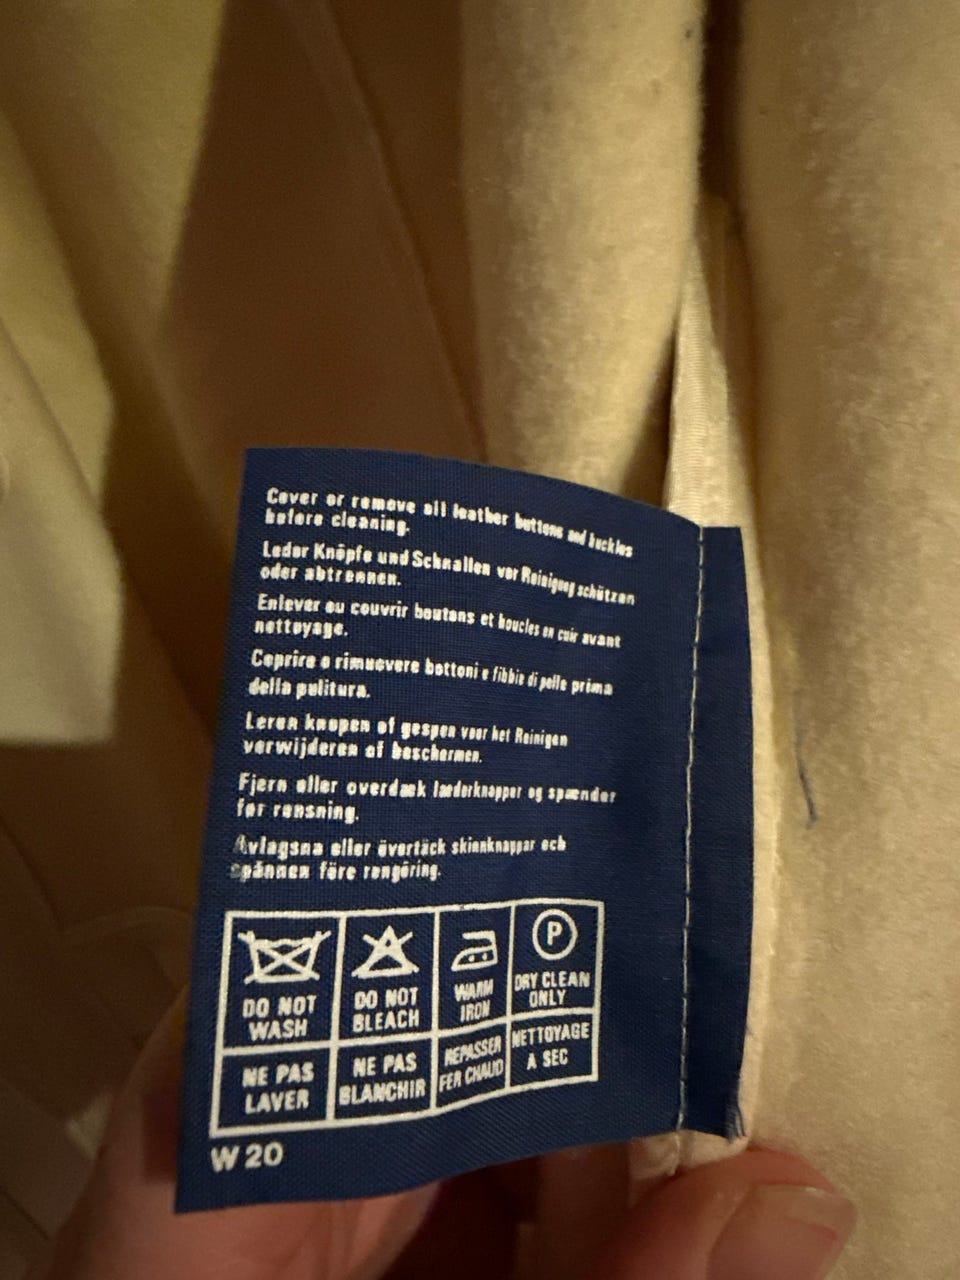 Cover or remove all leather buttons and buckles
before cleaning.
Leder Knöpfe und Schnallen vor Reinigung schützen
oder abtrennen.
Enlever ou couvrir boutons et boucles en cuir avant
nettoyage.
Coprire o rimuovere bottoni e fibbie di pelle prima
della pulitura.
Leren knopen of gespen voor het Reinigen
verwijderen of beschermen.
Fjern eller overdæk læderknapper og spænder
før rensning.
Avlagsna eller övertäck skinnknappar och
spännen före rengöring.
P
DO NOT
WASH
DO NOT
BLEACH
WARM
IRON
DRY CLEAN
ONLY
NE PAS
LAVER
NE PAS
BLANCHIR
REPASSER
FER CHAUD
NETTOYAGE
A SEC
W 20